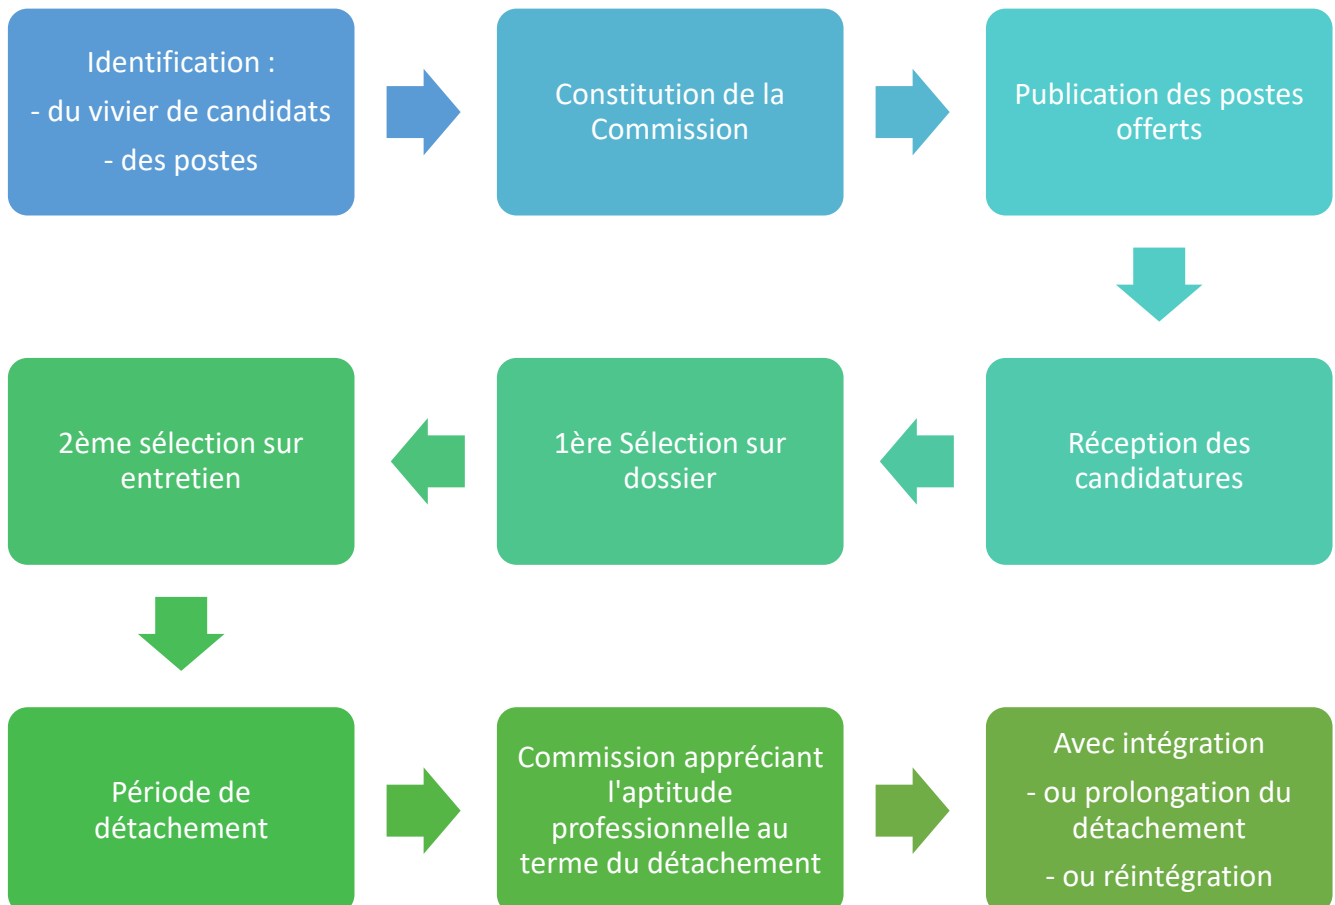 Identification :
- du vivier de candidats
- des postes
Constitution de la
Commission
Publication des postes
offerts
Réception des
candidatures
1ère Sélection sur
dossier
2ème sélection sur
entretien
Période de
détachement
Commission appréciant
l'aptitude
professionnelle au
terme du détachement
Avec intégration
- ou prolongation du
détachement
- ou réintégration